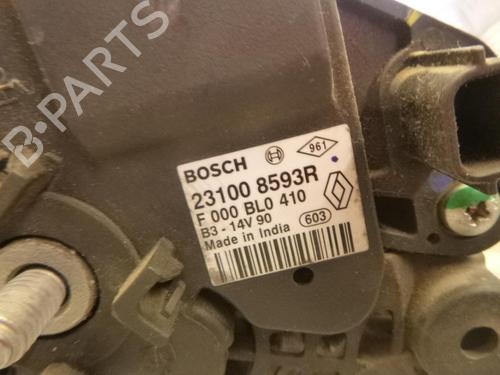 B-PARTS
961
BOSCH
23100 8593R
F 000 BL0 410
B3 - 14V 90
Made in India
603